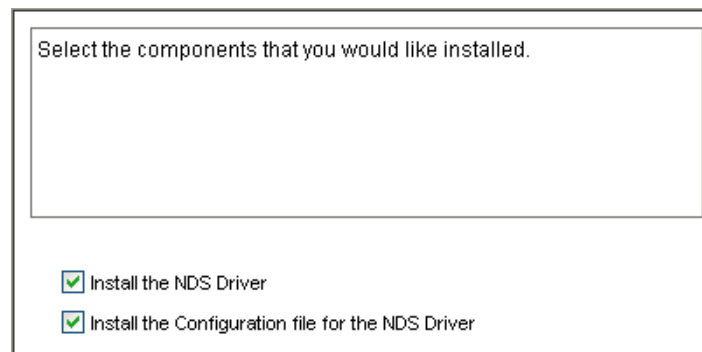 Select the components that you would like installed.
Install the NDS Driver
Install the Configuration file for the NDS Driver